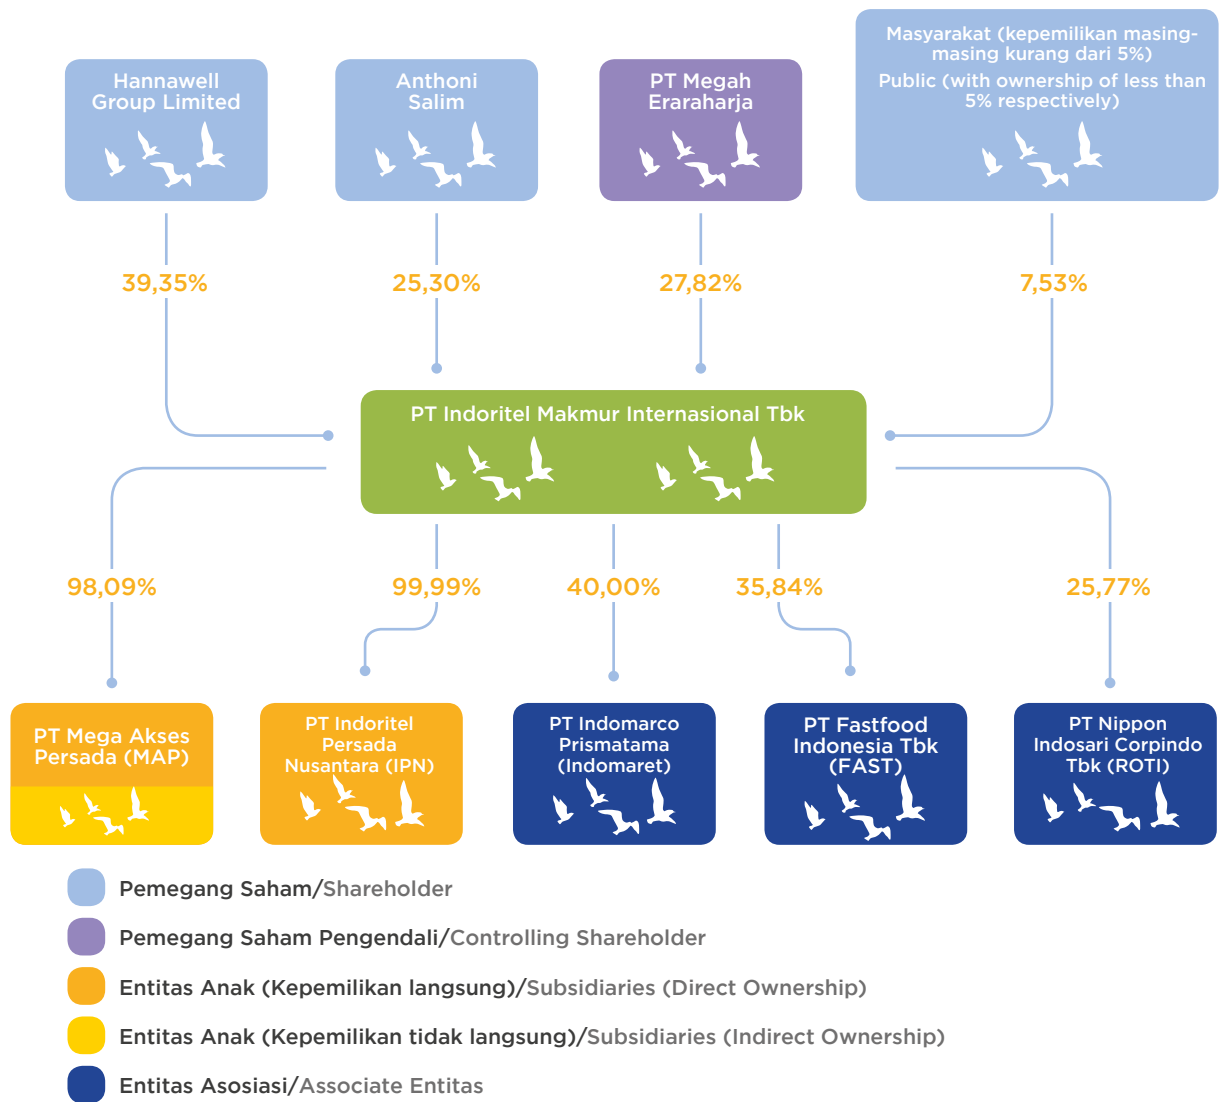 Hannawell
Group Limited
Anthoni
Salim
PT Megah
Eraraharja
Masyarakat (kepemilikan masing-
masing kurang dari 5%)
Public (with ownership of less than
5% respectively)
39,35%
25,30%
27,82%
7,53%
PT Indoritel Makmur Internasional Tbk
98,09%
99,99%
40,00%
35,84%
25,77%
PT Mega Akses
Persada (MAP)
PT Indoritel
Persada
Nusantara (IPN)
PT Indomarco
Prismatama
(Indomaret)
PT Fastfood
Indonesia Tbk
(FAST)
PT Nippon
Indosari Corpindo
Tbk (ROTI)
Pemegang Saham/Shareholder
Pemegang Saham Pengendali/Controlling Shareholder
Entitas Anak (Kepemilikan langsung)/Subsidiaries (Direct Ownership)
Entitas Anak (Kepemilikan tidak langsung)/Subsidiaries (Indirect Ownership)
Entitas Asosiasi/Associate Entitas